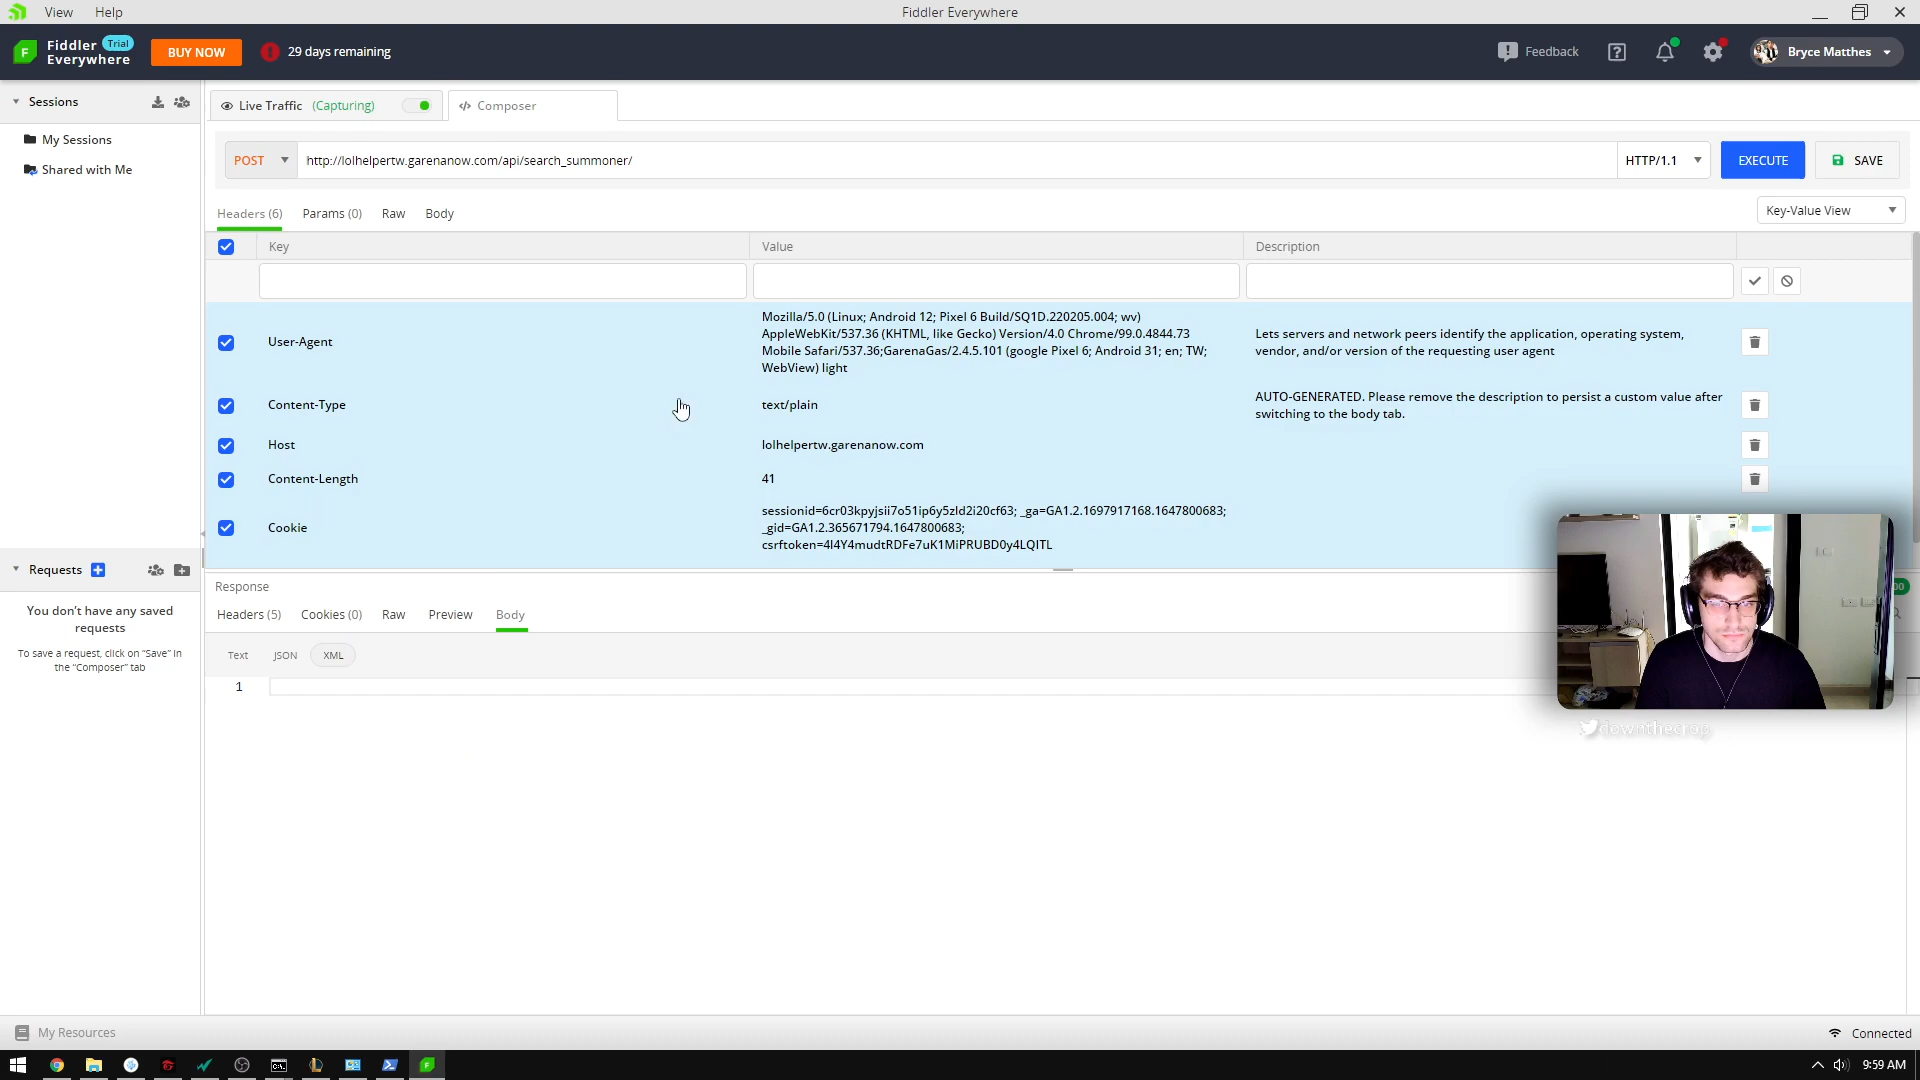 View Help
Fiddler Everywhere
Fiddler Trial
Everywhere
BUY NOW
29 days remaining
Feedback
Bryce Matthes
Sessions
My Sessions
Shared with Me
Live Traffic (Capturing)
Composer
POST
http://lolhelpertw.garenanow.com/api/search_summoner/
HTTP/1.1
EXECUTE
SAVE
Headers (6) Params (0) Raw Body
Key-Value View
Key Value Description
User-Agent
Mozilla/5.0 (Linux; Android 12; Pixel 6 Build/SQ1D.220205.004; wv)
AppleWebKit/537.36 (KHTML, like Gecko) Version/4.0 Chrome/99.0.4844.73
Mobile Safari/537.36;GarenaGas/2.4.5.101 (google Pixel 6; Android 31; en; TW;
WebView) light
Lets servers and network peers identify the application, operating system,
vendor, and/or version of the requesting user agent
Content-Type
text/plain
AUTO-GENERATED. Please remove the description to persist a custom value after
switching to the body tab.
Host
lolhelpertw.garenanow.com
Content-Length
41
Cookie
sessionid=6cr03kpyjsii7o51ip6y5zld2i20cf63; _ga=GA1.2.1697917168.1647800683;
_gid=GA1.2.365671794.1647800683;
csrftoken=4I4Y4mudtRDFe7uK1MiPRUBD0y4LQITL
Response
Headers (5) Cookies (0) Raw Preview Body
Text JSON XML
1
Requests
You don't have any saved
requests
To save a request, click on "Save" in
the "Composer" tab
downthecrop
My Resources
Connected
9:59 AM